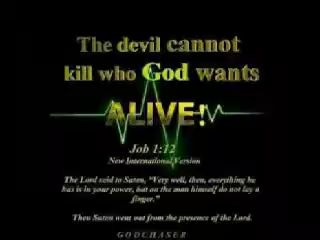 The devil cannot
kill who God wants
ALIVE!
Job 1:12
New International Version
The Lord said to Satan, "Very well, then, everything he
has is in your power, but on the man himself do not lay a
finger."
Then Satan went out from the presence of the Lord.
GODCHASER